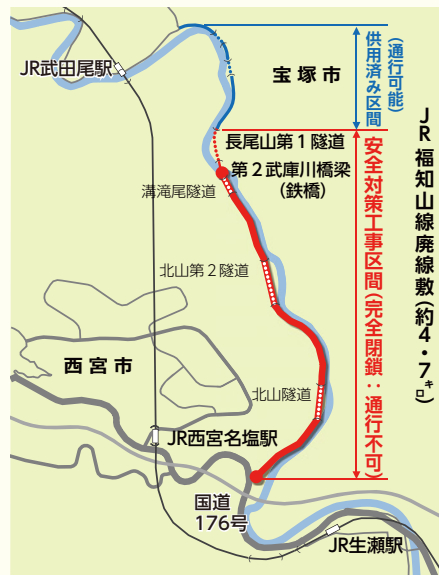 JR武田尾駅
宝塚市
供用済み区間
(通行可能)
長尾山第1隧道
第2武庫川橋梁
(鉄橋)
溝滝尾隧道
北山第2隧道
西宮市
北山隧道
JR西宮名塩駅
国道
176号
JR生瀬駅
安全対策工事区間(完全閉鎖:通行不可)
JR福知山線廃線敷(約4・7㌔)